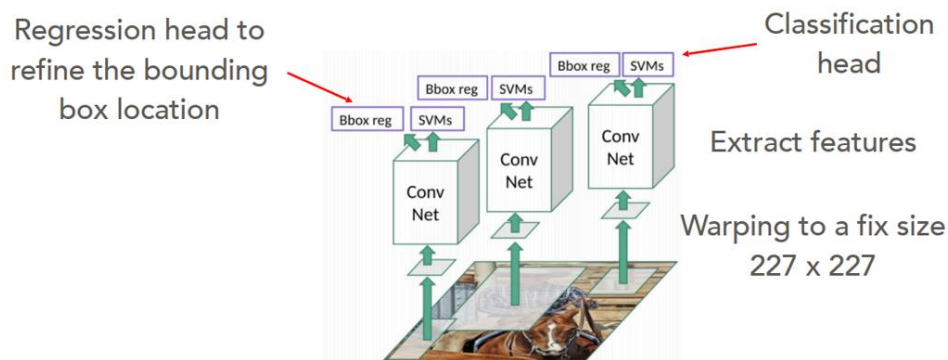 Regression head to
refine the bounding
box location
Classification
head
Bbox reg SVMs
Bbox reg SVMs
Bbox reg SVMs
Conv
Net
Conv
Net
Conv
Net
Extract features
Warping to a fix size
227 x 227